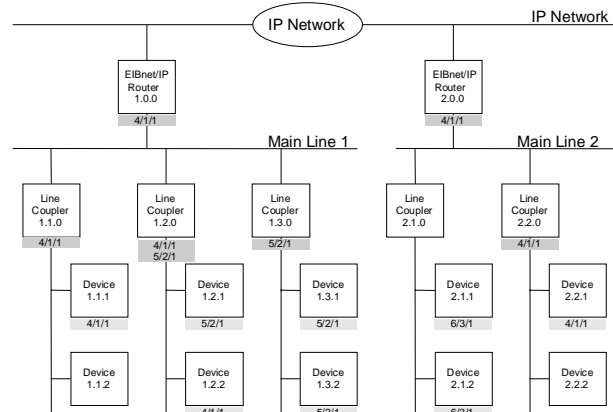 IP Network
IP Network
EIBnet/IP
Router
1.0.0
4/1/1
EIBnet/IP
Router
2.0.0
4/1/1
Main Line 1
Main Line 2
Line
Coupler
1.1.0
4/1/1
Line
Coupler
1.2.0
4/1/1
5/2/1
Line
Coupler
1.3.0
5/2/1
Line
Coupler
2.1.0
Line
Coupler
2.2.0
4/1/1
Device
1.1.1
4/1/1
Device
1.2.1
5/2/1
Device
1.3.1
5/2/1
Device
2.1.1
6/3/1
Device
2.2.1
4/1/1
Device
1.1.2
Device
1.2.2
4/1/1
Device
1.3.2
5/2/1
Device
2.1.2
6/3/1
Device
2.2.2